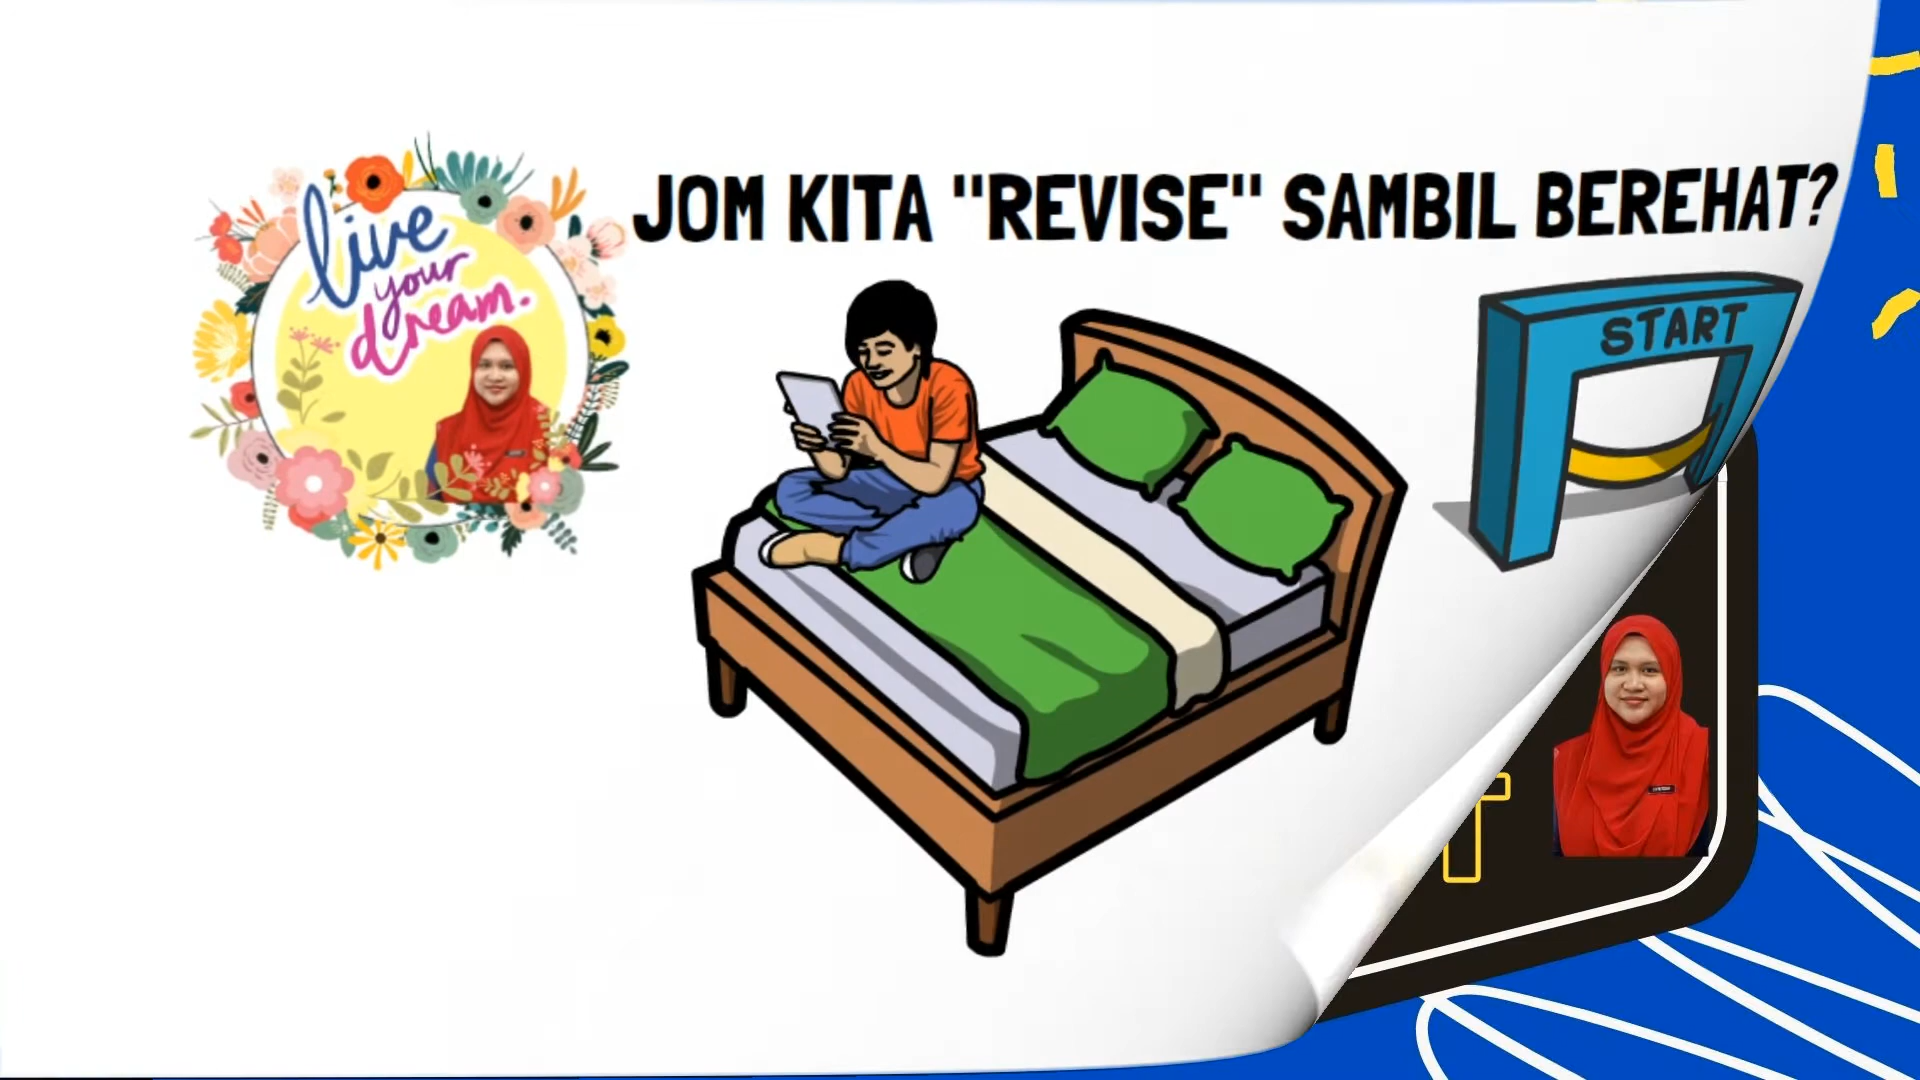 JOM KITA "REVISE" SAMBIL BEREHAT?
live
your
dream.
START
T